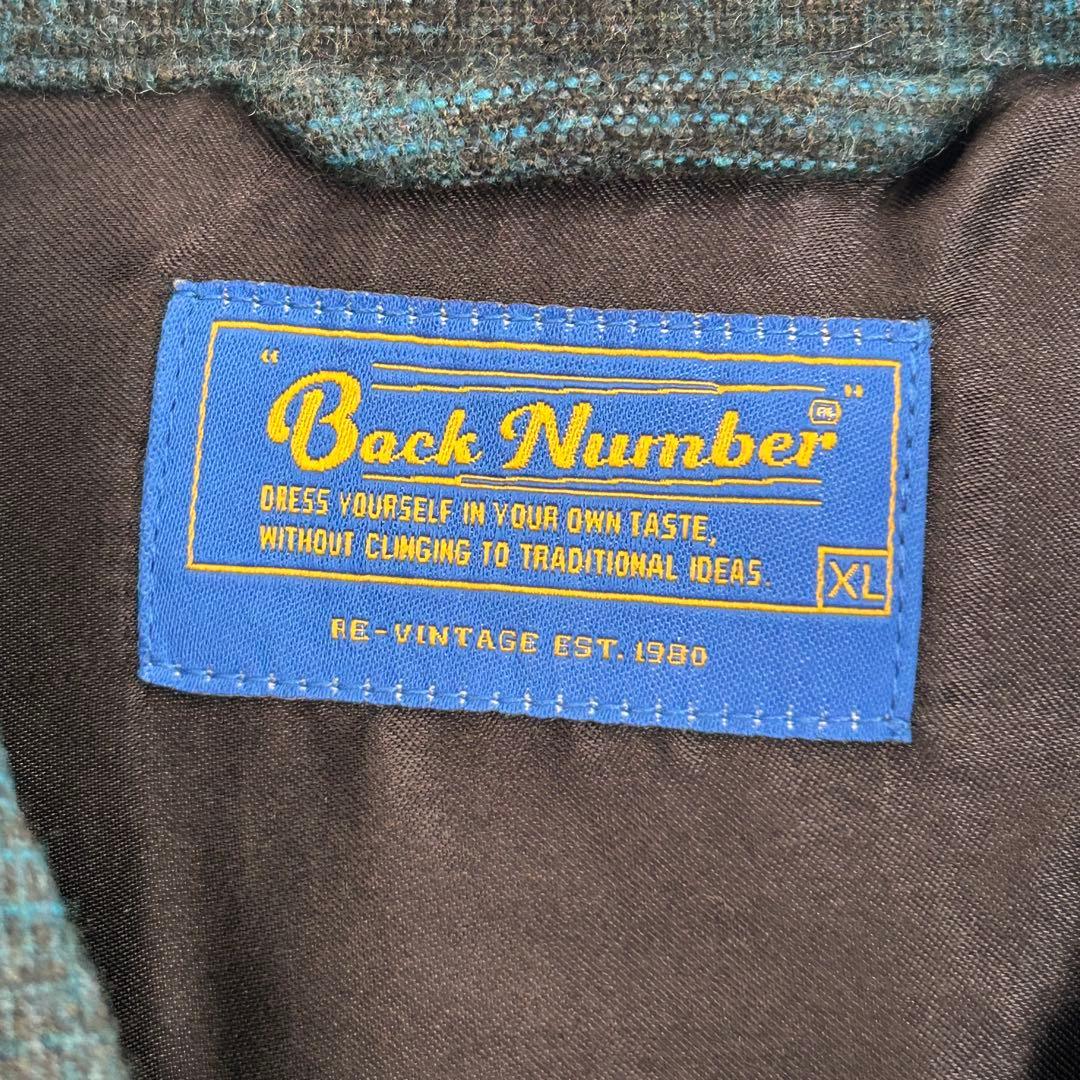 "Back Number"
DRESS YOURSELF IN YOUR OWN TASTE,
WITHOUT CLINGING TO TRADITIONAL IDEAS.
XL
RE-VINTAGE EST. 1980